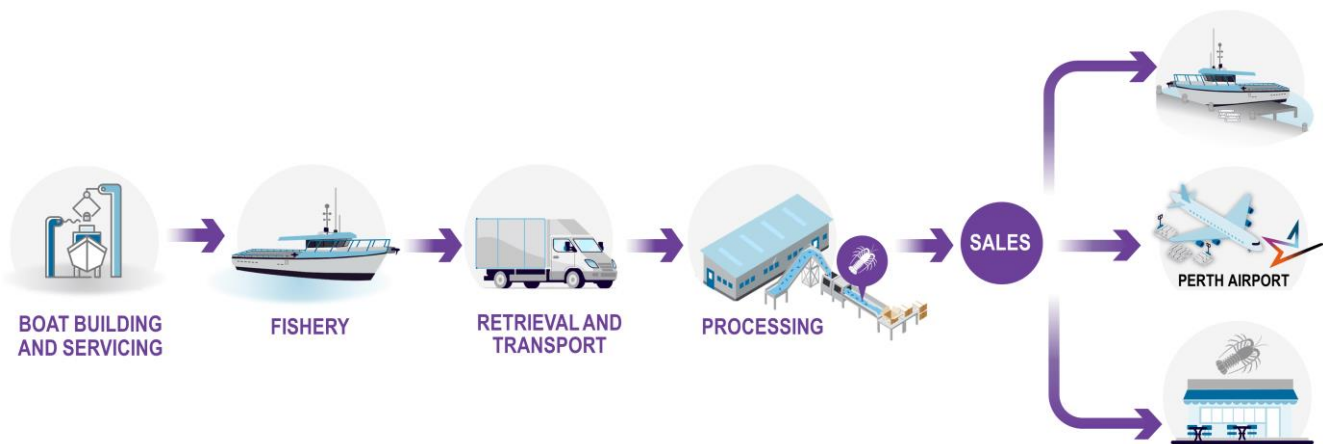 BOAT BUILDING
AND SERVICING
FISHERY
RETRIEVAL AND
TRANSPORT
PROCESSING
SALES
PERTH AIRPORT